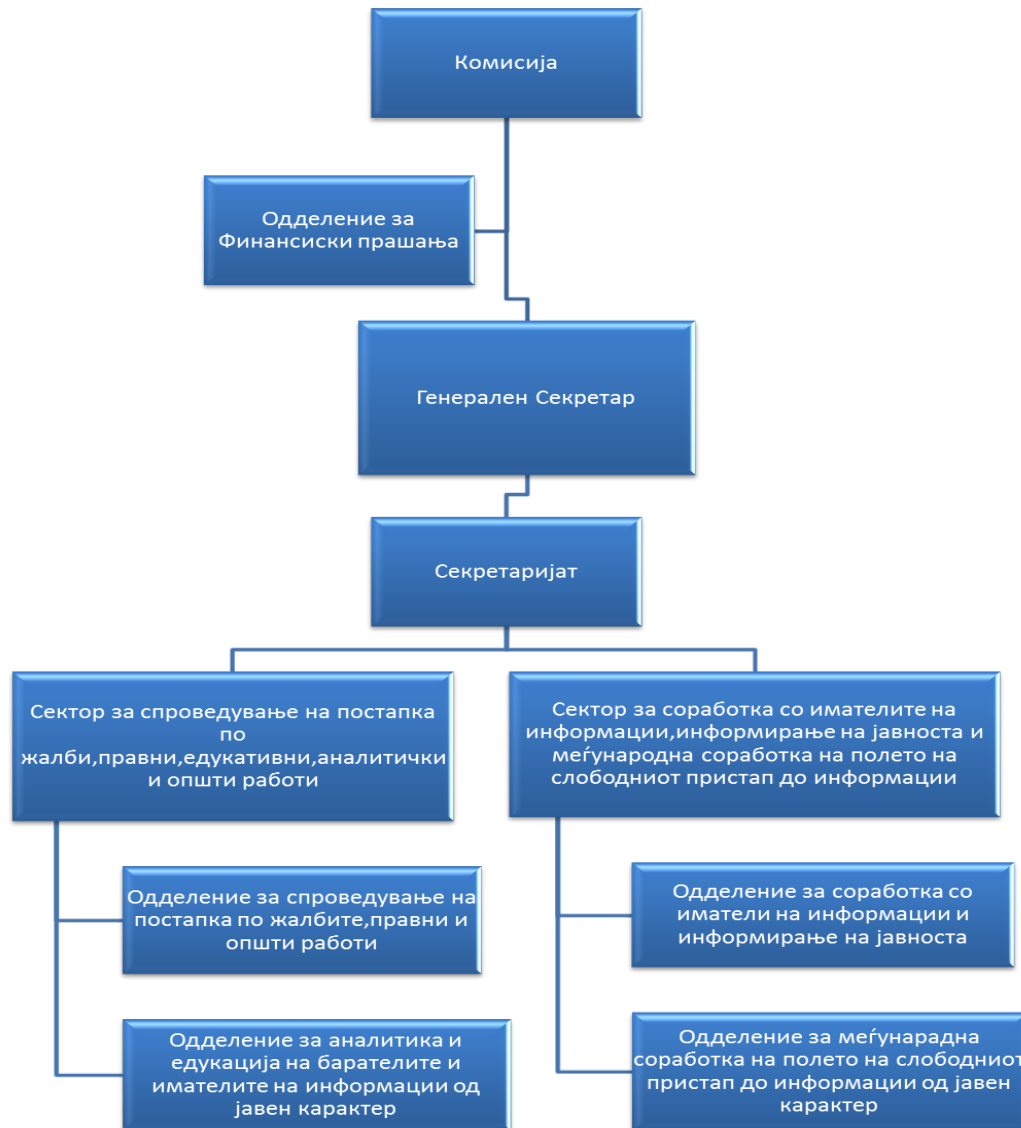 Комисија
Одделение за
Финансиски прашања
Генерален Секретар
Секретаријат
Сектор за спроведување на постапка
по
жалби,правни,едукативни,аналитички
и општи работи
Сектор за соработка со имателите на
информации,информирање на јавноста и
меѓународна соработка на полето на
слободниот пристап до информации
Одделение за спроведување на
постапка по жалбите,правни и
општи работи
Одделение за соработка со
иматели на информации и
информирање на јавноста
Одделение за аналитика и
едукација на барателите и
имателите на информации од
јавен карактер
Одделение за меѓунарадна
соработка на полето на слободниот
пристап до информации од јавен
карактер